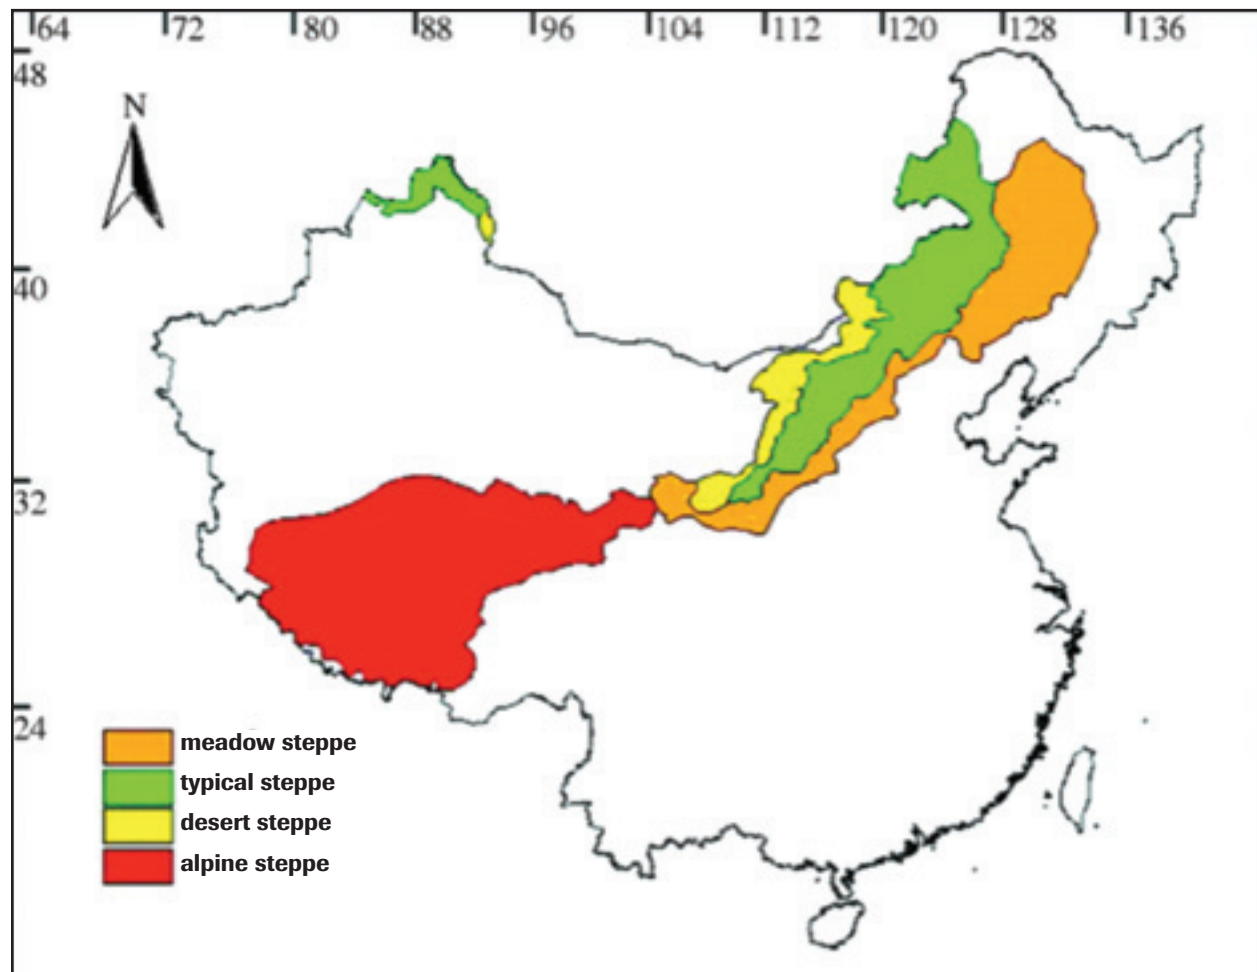 64 72 80 88 96 104 112 120 128 136
48
N
40
32
24
meadow steppe
typical steppe
desert steppe
alpine steppe